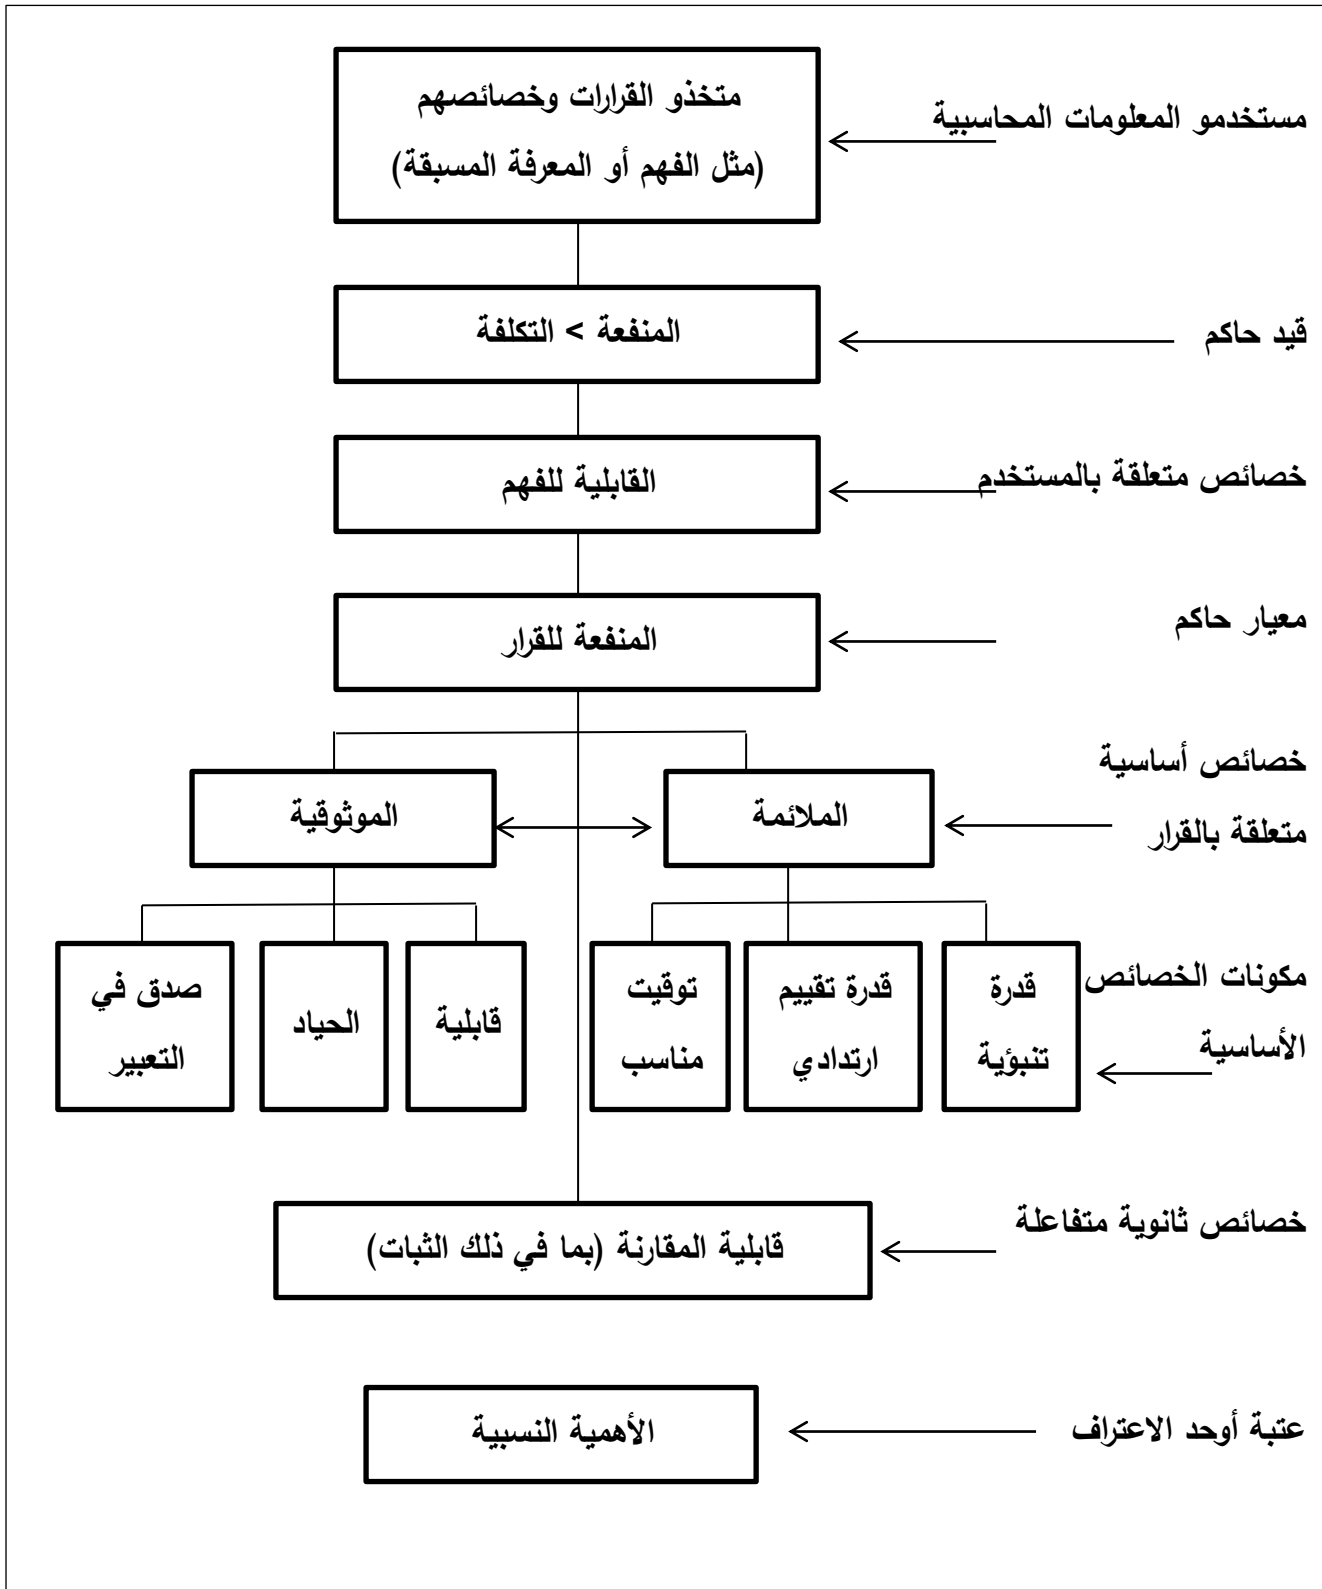 مستخدمو المعلومات المحاسبية
متخذو القرارات وخصائصهم
(مثل الفهم أو المعرفة المسبقة)
قيد حاكم
المنفعة > التكلفة
خصائص متعلقة بالمستخدم
القابلية للفهم
معيار حاكم
المنفعة للقرار
خصائص أساسية
متعلقة بالقرار
الملائمة
الموثوقية
مكونات الخصائص
الأساسية
قدرة
تنبؤية
قدرة تقييم
ارتدادي
توقيت
مناسب
قابلية
الحياد
صدق في
التعبير
خصائص ثانوية متفاعلة
قابلية المقارنة (بما في ذلك الثبات)
عتبة أوحد الاعتراف
الأهمية النسبية